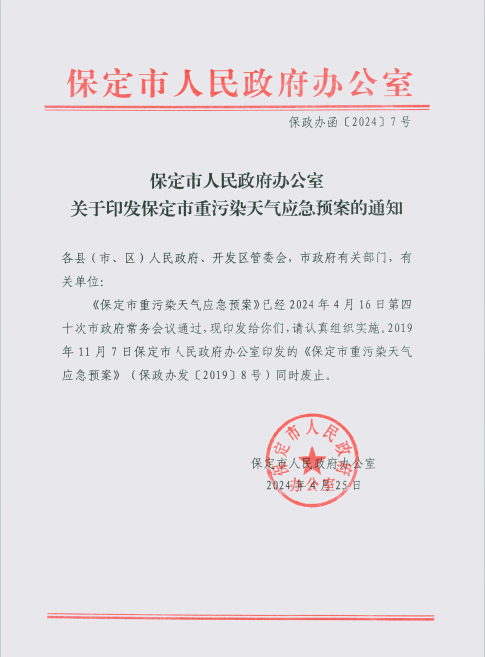 保定市人民政府办公室
保政办函〔2024〕7号
保定市人民政府办公室
关于印发保定市重污染天气应急预案的通知
各县（市、区）人民政府、开发区管委会，市政府有关部门，有
关单位：
《保定市重污染天气应急预案》已经2024年4月16日第四
十次市政府常务会议通过，现印发给你们，请认真组织实施。2019
年11月7日保定市人民政府办公室印发的《保定市重污染天气
应急预案》（保政办发〔2019〕8号）同时废止。
保定市人民政府办公室
2024年4月25日
保定市人民政府
办公室